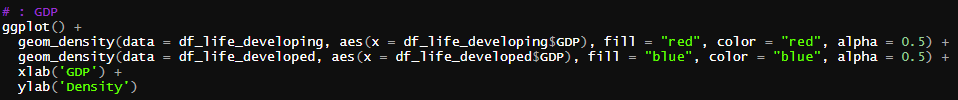 # : GDP
ggplot() +
  geom_density(data = df_life_developing, aes(x = df_life_developing$GDP), fill = "red", color = "red", alpha = 0.5) +
  geom_density(data = df_life_developed, aes(x = df_life_developed$GDP), fill = "blue", color = "blue", alpha = 0.5) +
  xlab('GDP') +
  ylab('Density')